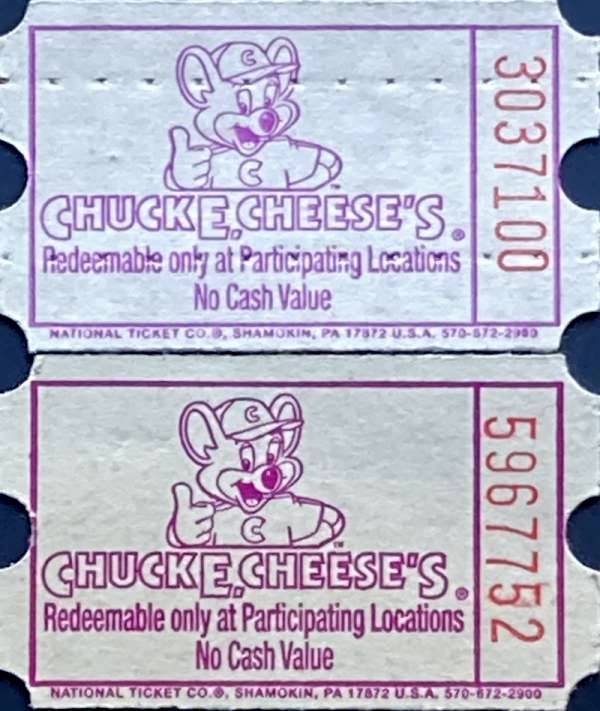 C
C
CHUCK E. CHEESE'S®
Redeemable only at Participating Locations
No Cash Value
NATIONAL TICKET CO.®, SHAMOKIN, PA 17872 U.S.A. 570-672-2900
3037100
C
C
CHUCK E. CHEESE'S®
Redeemable only at Participating Locations
No Cash Value
NATIONAL TICKET CO.®, SHAMOKIN, PA 17872 U.S.A. 570-672-2900
5967752